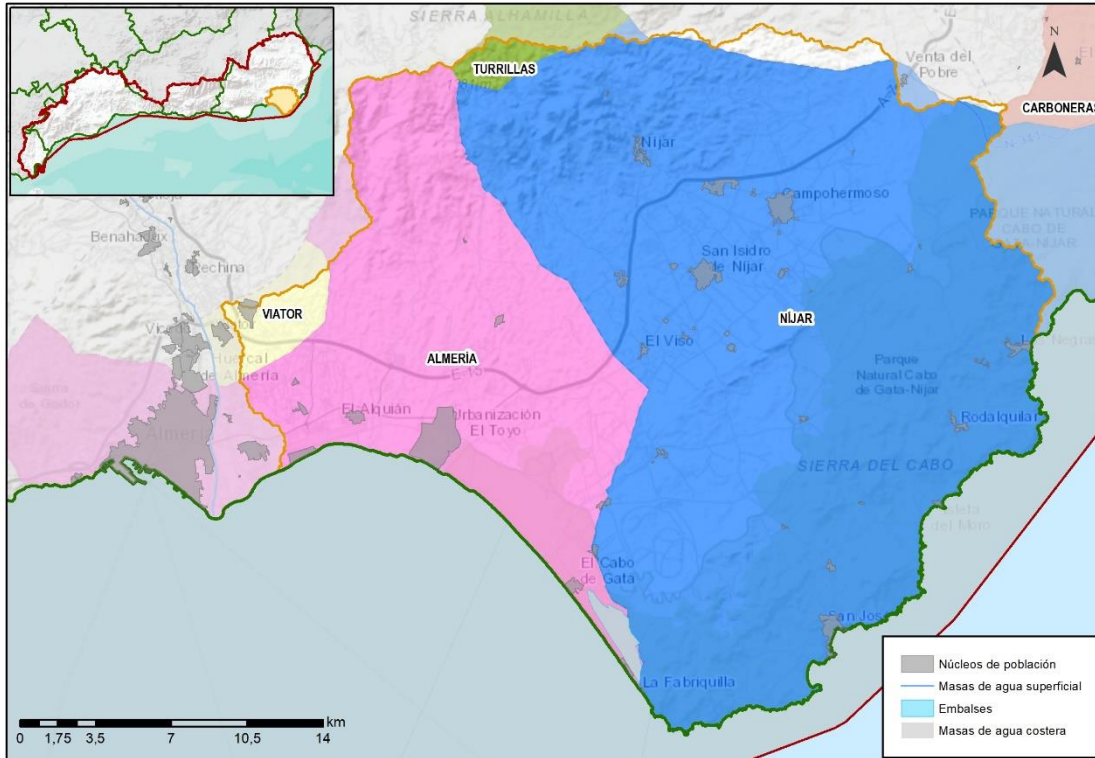 SIERRA ALHAMILLA
N
Venta del
Pobre
A-7
TURRILLAS
CARBONERAS
Níjar
Campohermoso
PARQUE NATURAL
CABO DE
GATA-NÍJAR
Benahadux
Pechina
San Isidro
de Níjar
VIATOR
NÍJAR
El Viso
ALMERÍA
E-15
Huércal
de Almería
Parque
Natural Cabo
de Gata-Níjar
Rodalquilar
El Alquián
Urbanización
El Toyo
Almería
SIERRA DEL CABO
El Cabo
de Gata
San José
La Fabriquilla
Núcleos de población
Masas de agua superficial
Embalses
Masas de agua costera
km
0 1,75 3,5 7 10,5 14